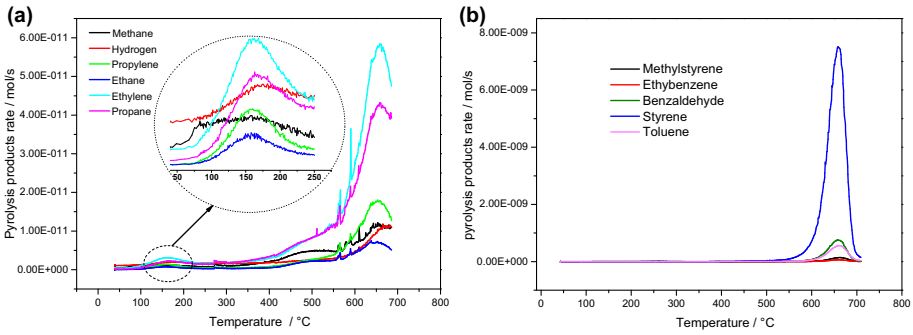 (a)
Pyrolysis products rate / mol/s
6.00E-011
5.00E-011
4.00E-011
3.00E-011
2.00E-011
1.00E-011
0.00E+000
Methane
Hydrogen
Propylene
Ethane
Ethylene
Propane
50 100 150 200 250
0 100 200 300 400 500 600 700 800
Temperature / °C
(b)
pyrolysis products rate / mol/s
8.00E-009
6.00E-009
4.00E-009
2.00E-009
0.00E+000
Methylstyrene
Ethybenzene
Benzaldehyde
Styrene
Toluene
0 100 200 300 400 500 600 700 800
Temperature / °C